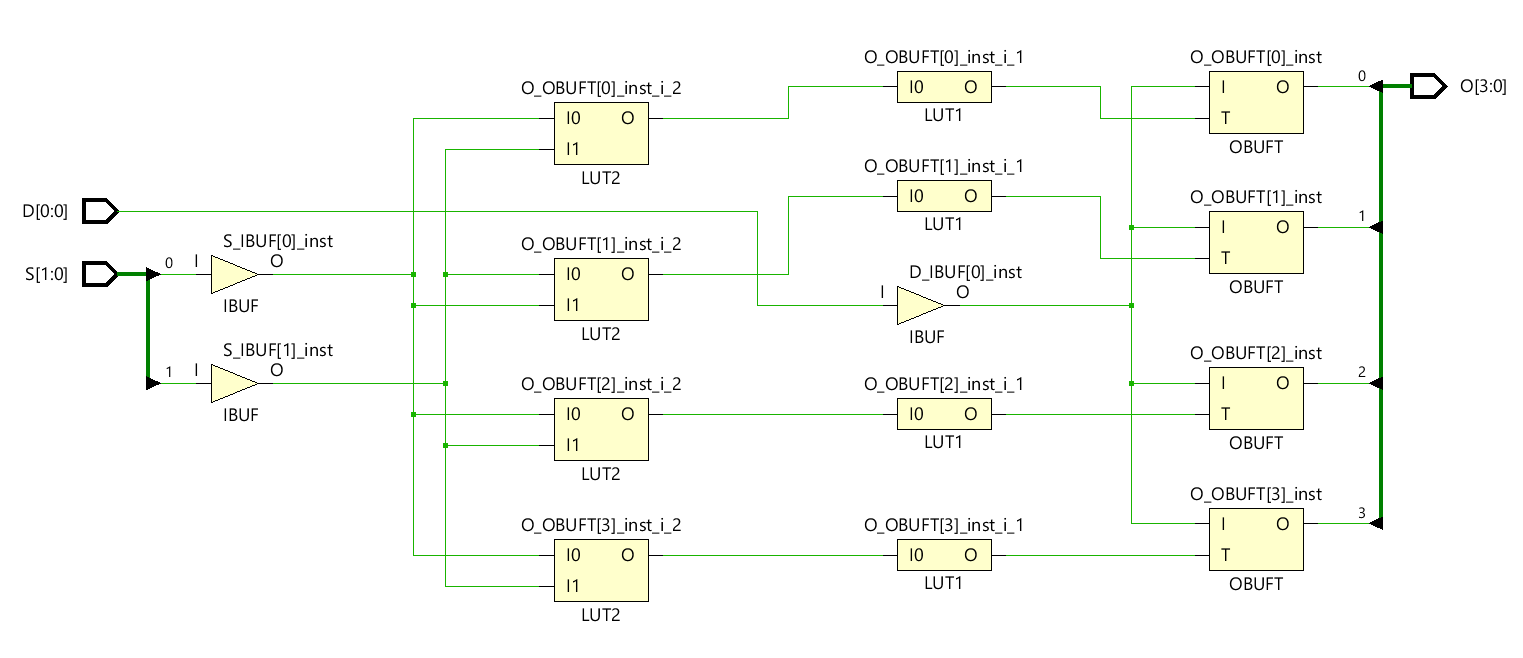 O_OBUFT[0]_inst_i_2
I0 O
I1
LUT2
O_OBUFT[0]_inst_i_1
I0 O
LUT1
O_OBUFT[0]_inst
I O
T
OBUFT
0
O[3:0]
O_OBUFT[1]_inst_i_1
I0 O
LUT1
O_OBUFT[1]_inst
I O
T
OBUFT
1
D[0:0]
S[1:0]
0
S_IBUF[0]_inst
I O
IBUF
1
S_IBUF[1]_inst
I O
IBUF
O_OBUFT[1]_inst_i_2
I0 O
I1
LUT2
D_IBUF[0]_inst
I O
IBUF
O_OBUFT[2]_inst_i_2
I0 O
I1
LUT2
O_OBUFT[2]_inst_i_1
I0 O
LUT1
O_OBUFT[2]_inst
I O
T
OBUFT
2
O_OBUFT[3]_inst_i_2
I0 O
I1
LUT2
O_OBUFT[3]_inst_i_1
I0 O
LUT1
O_OBUFT[3]_inst
I O
T
OBUFT
3